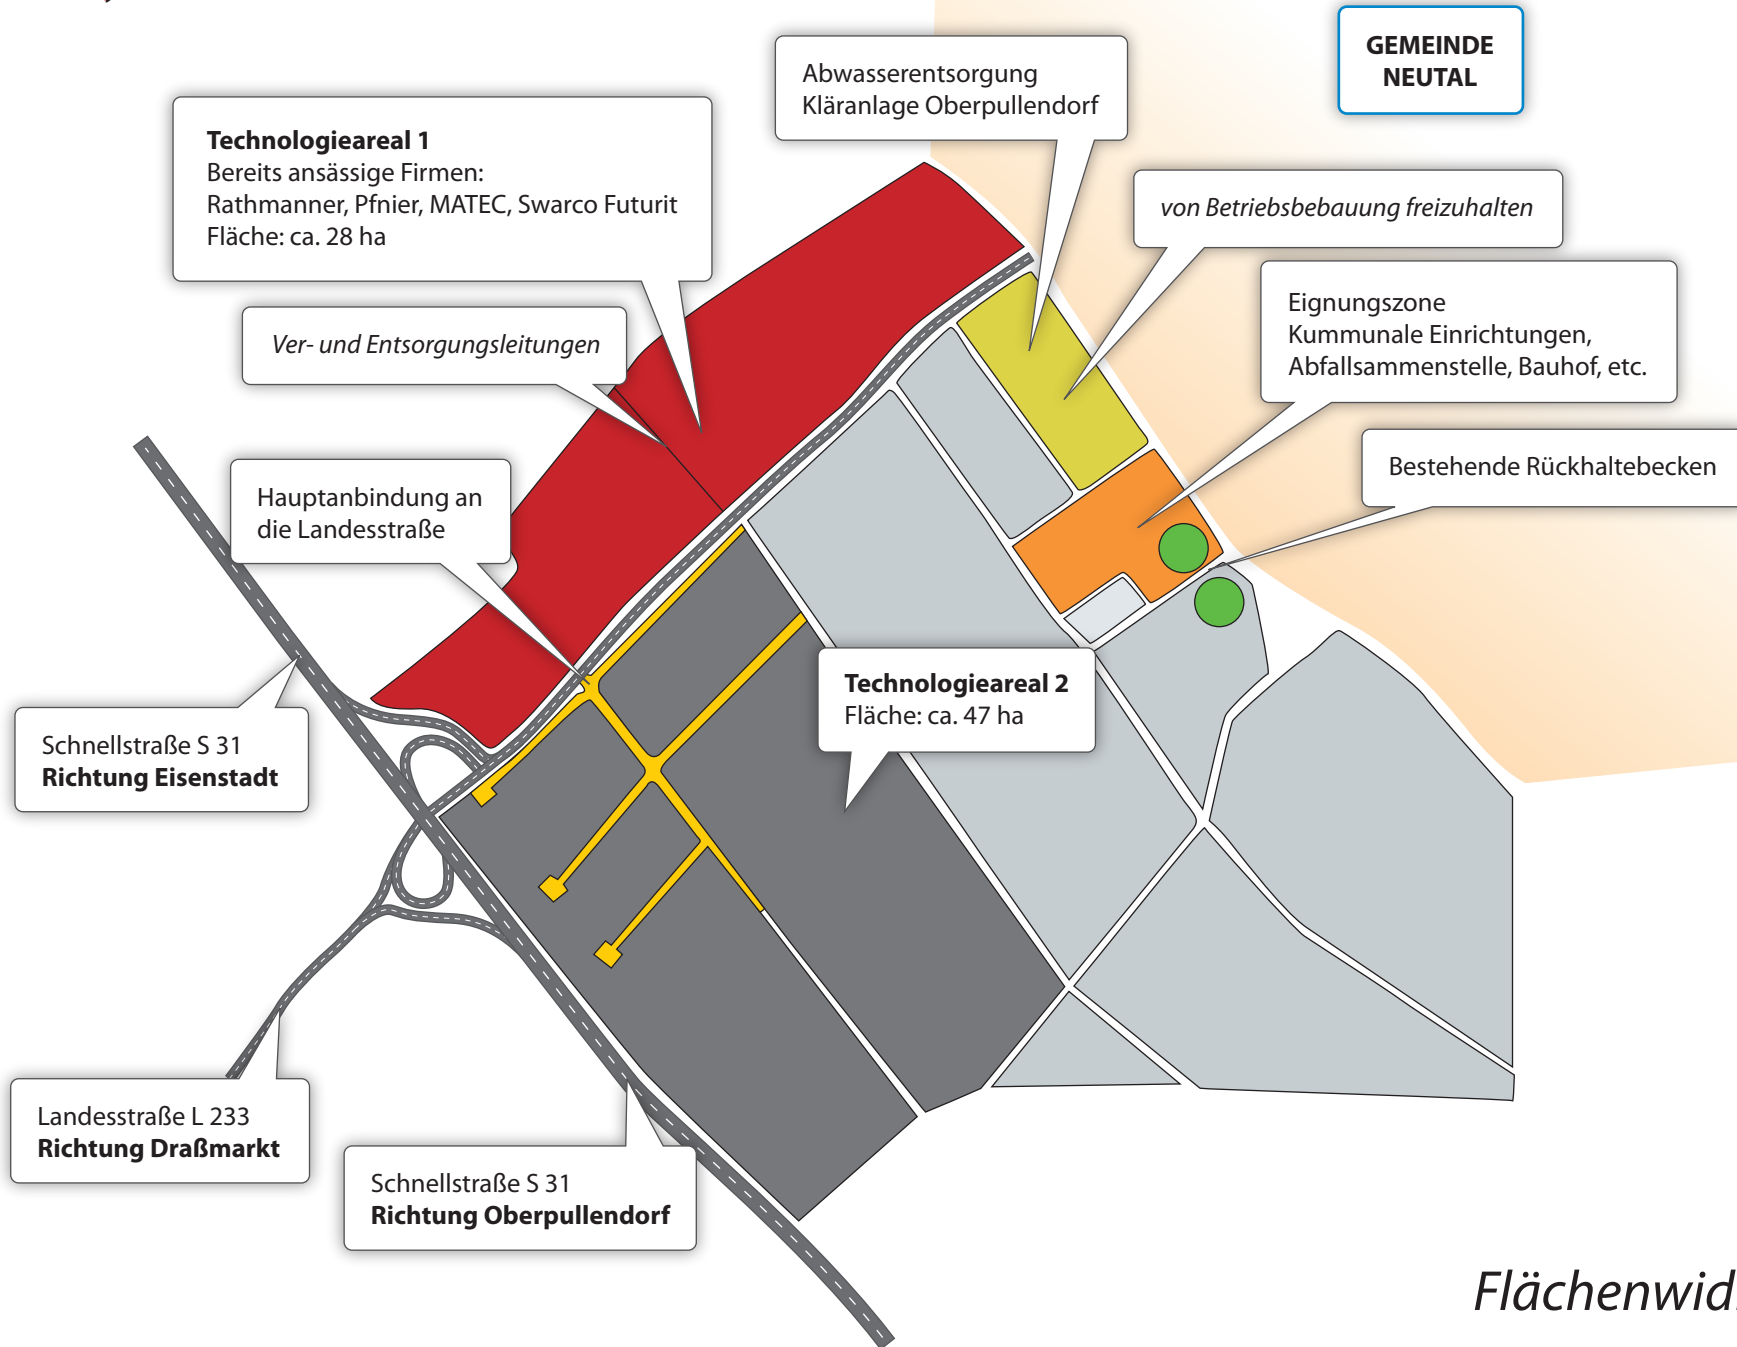 GEMEINDE
NEUTAL
Abwasserentsorgung
Kläranlage Oberpullendorf
Technologieareal 1
Bereits ansässige Firmen:
Rathmanner, Pfnier, MATEC, Swarco Futurit
Fläche: ca. 28 ha
von Betriebsbebauung freizuhalten
Eignungszone
Kummunale Einrichtungen,
Abfallsammenstelle, Bauhof, etc.
Ver- und Entsorgungsleitungen
Bestehende Rückhaltebecken
Hauptanbindung an
die Landesstraße
Technologieareal 2
Fläche: ca. 47 ha
Schnellstraße S 31
Richtung Eisenstadt
Landesstraße L 233
Richtung Draßmarkt
Schnellstraße S 31
Richtung Oberpullendorf